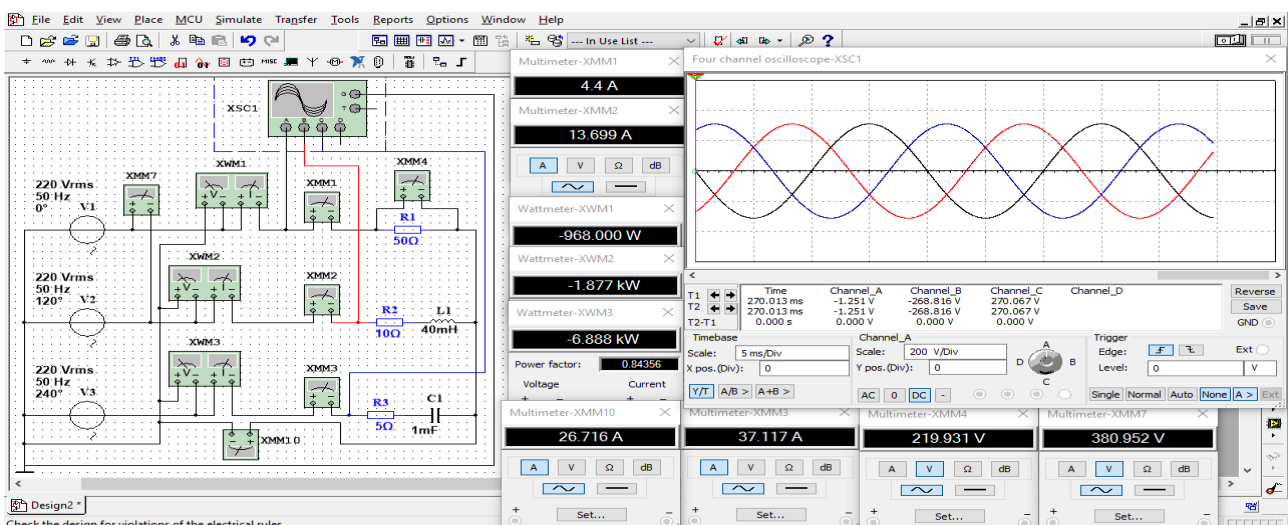 File Edit View Place MCU Simulate Transfer Tools Reports Options Window Help
--- In Use List ---
MISC
XSC1
G
T
A B C D
XMM7
XWM1
XMM1
XMM4
220 Vrms
50 Hz
0°
V1
R1
50Ω
XWM2
XMM2
220 Vrms
50 Hz
120°
V2
R2
10Ω
L1
40mH
XWM3
XMM3
220 Vrms
50 Hz
240°
V3
R3
5Ω
C1
1mF
XMM10
Design2 *
Check the design for violations of the electrical rules
Multimeter-XMM1
4.4 A
Multimeter-XMM2
13.699 A
A V Ω dB
Wattmeter-XWM1
-968.000 W
Wattmeter-XWM2
-1.877 kW
Wattmeter-XWM3
-6.888 kW
Power factor: 0.84356
Voltage Current
+ - + -
Four channel oscilloscope-XSC1
Time Channel_A Channel_B Channel_C Channel_D
T1 270.013 ms -1.251 V -268.816 V 270.067 V
T2 270.013 ms -1.251 V -268.816 V 270.067 V
T2-T1 0.000 s 0.000 V 0.000 V 0.000 V
Reverse
Save
GND
Timebase
Scale: 5 ms/Div
X pos.(Div): 0
Y/T A/B > A+B >
Channel_A
Scale: 200 V/Div
Y pos.(Div): 0
AC 0 DC -
A
B
C
D
Trigger
Edge: Ext
Level: 0 V
Single Normal Auto None A > Ext
Multimeter-XMM10
26.716 A
A V Ω dB
+ Set... -
Multimeter-XMM3
37.117 A
A V Ω dB
+ Set... -
Multimeter-XMM4
219.931 V
A V Ω dB
+ Set... -
Multimeter-XMM7
380.952 V
A V Ω dB
+ Set... -